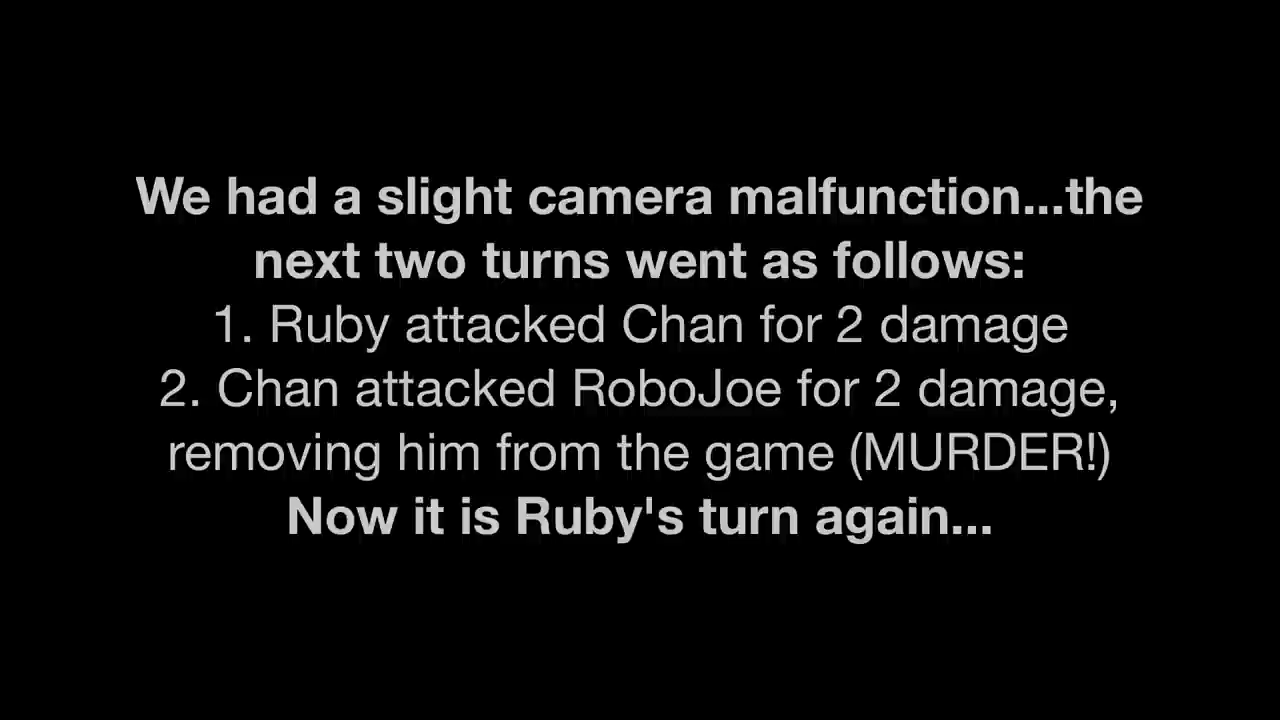 We had a slight camera malfunction...the
next two turns went as follows:
1. Ruby attacked Chan for 2 damage
2. Chan attacked RoboJoe for 2 damage,
removing him from the game (MURDER!)
Now it is Ruby's turn again...